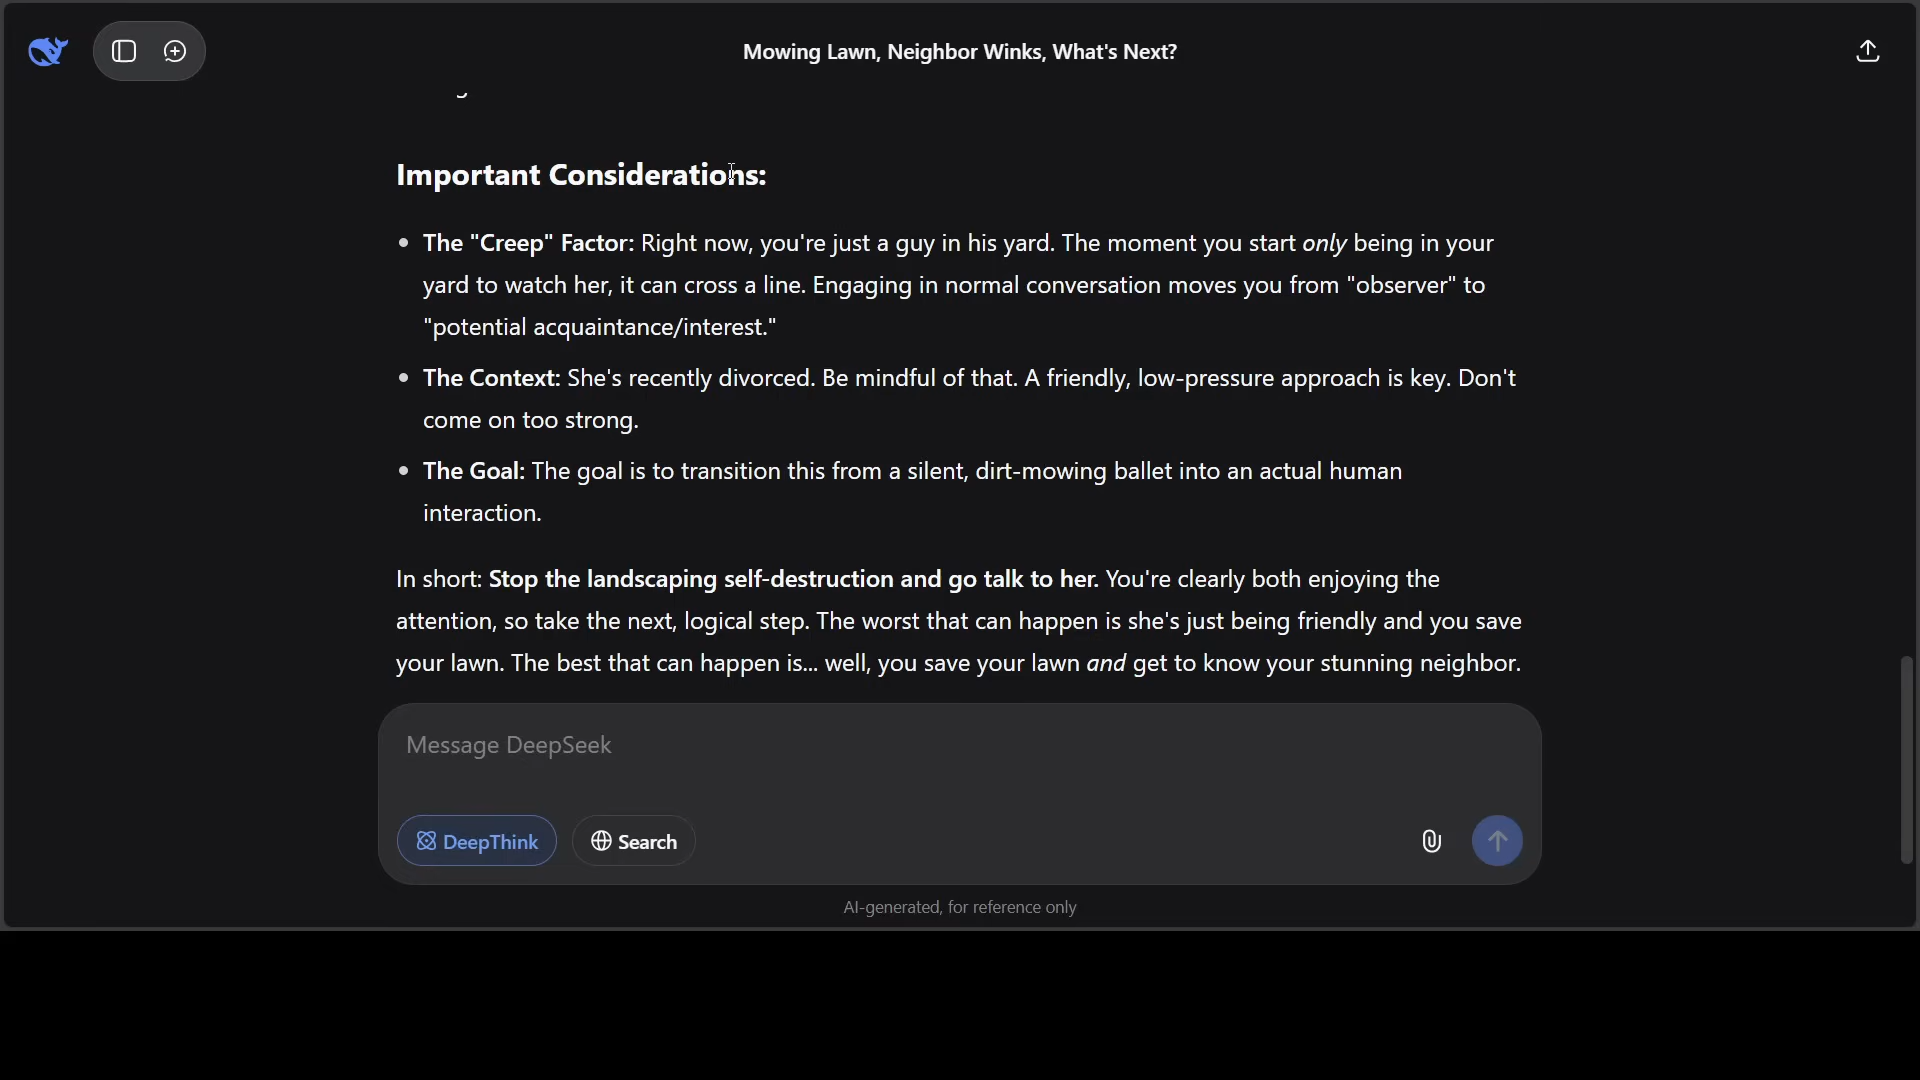 Mowing Lawn, Neighbor Winks, What's Next?
Important Considerations:
• The "Creep" Factor: Right now, you're just a guy in his yard. The moment you start only being in your
yard to watch her, it can cross a line. Engaging in normal conversation moves you from "observer" to
"potential acquaintance/interest."
• The Context: She's recently divorced. Be mindful of that. A friendly, low-pressure approach is key. Don't
come on too strong.
• The Goal: The goal is to transition this from a silent, dirt-mowing ballet into an actual human
interaction.
In short: Stop the landscaping self-destruction and go talk to her. You're clearly both enjoying the
attention, so take the next, logical step. The worst that can happen is she's just being friendly and you save
your lawn. The best that can happen is... well, you save your lawn and get to know your stunning neighbor.
Message DeepSeek
DeepThink
Search
AI-generated, for reference only